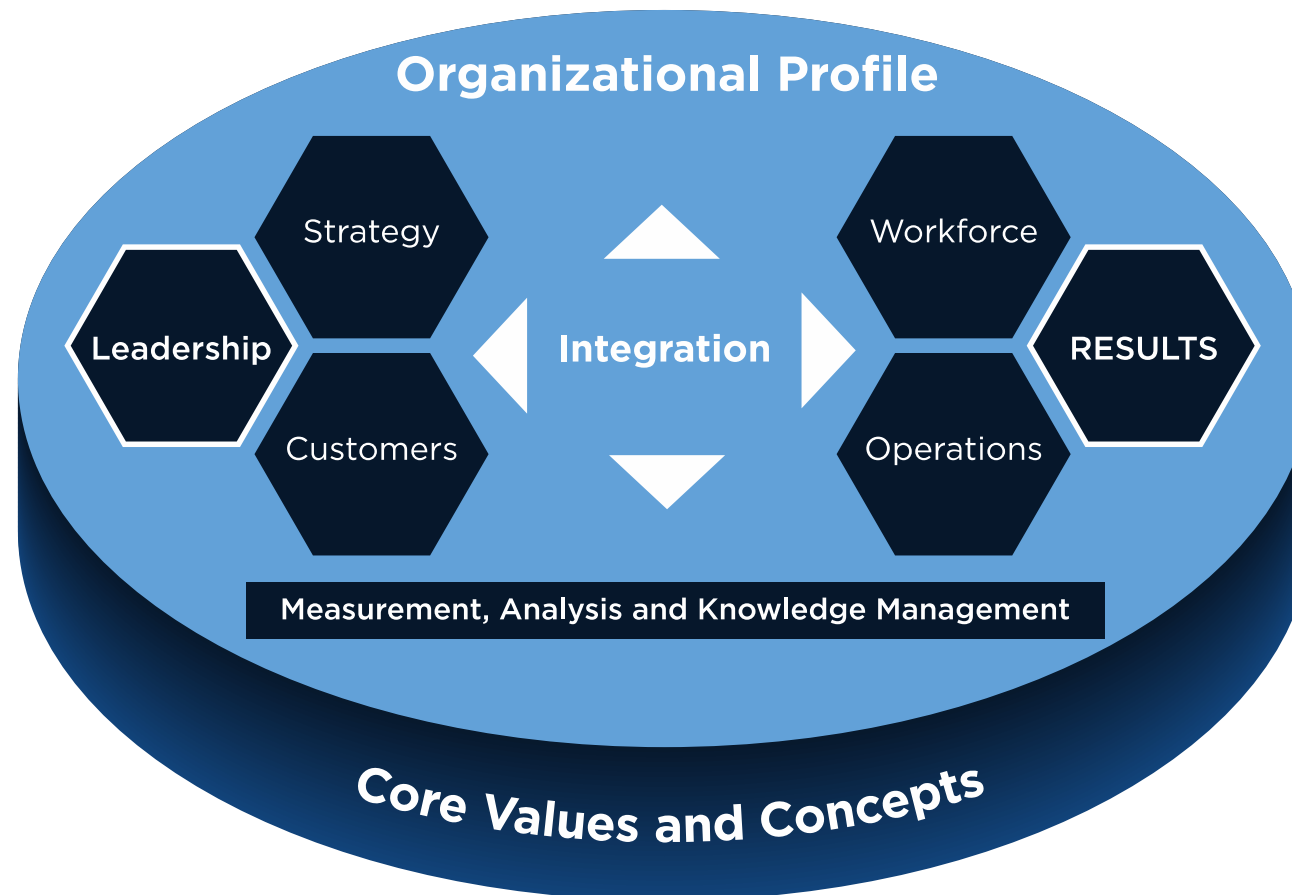 Organizational Profile
Strategy
Workforce
Leadership
Integration
RESULTS
Customers
Operations
Measurement, Analysis and Knowledge Management
Core Values and Concepts